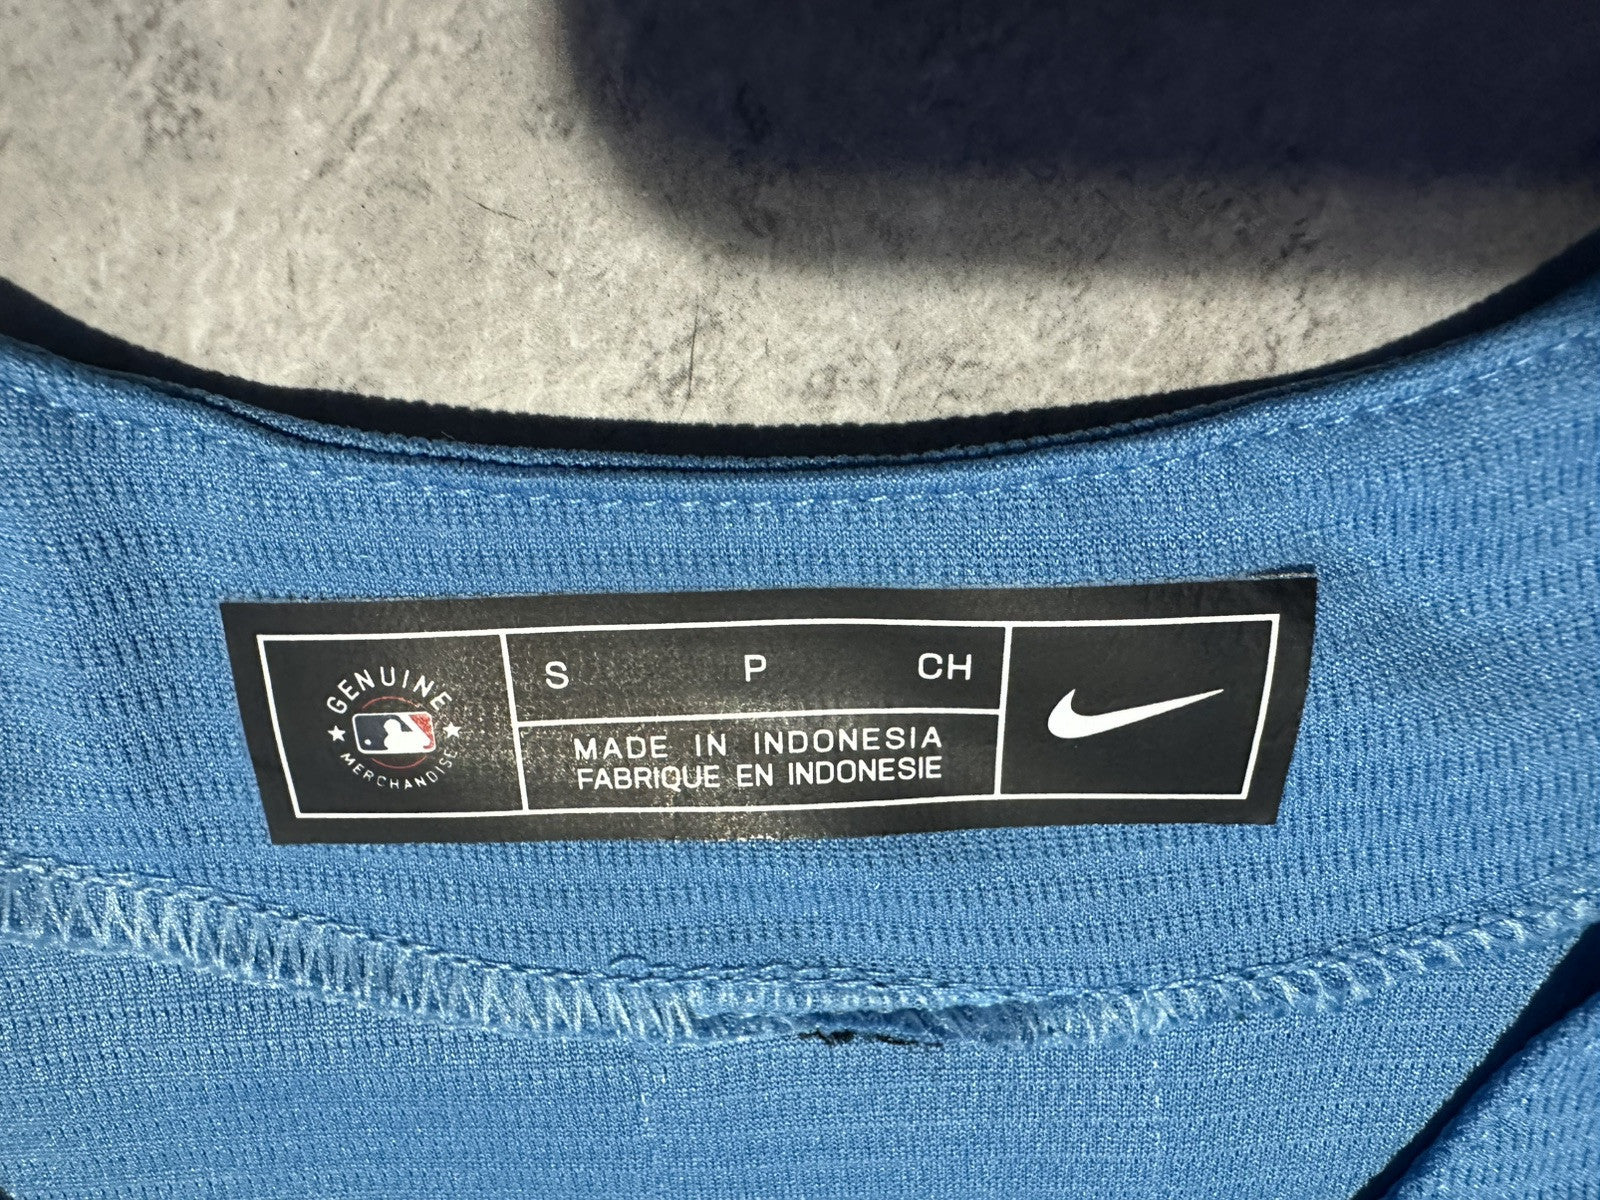 GENUINE
MERCHANDISE
S P CH
MADE IN INDONESIA
FABRIQUE EN INDONESIE